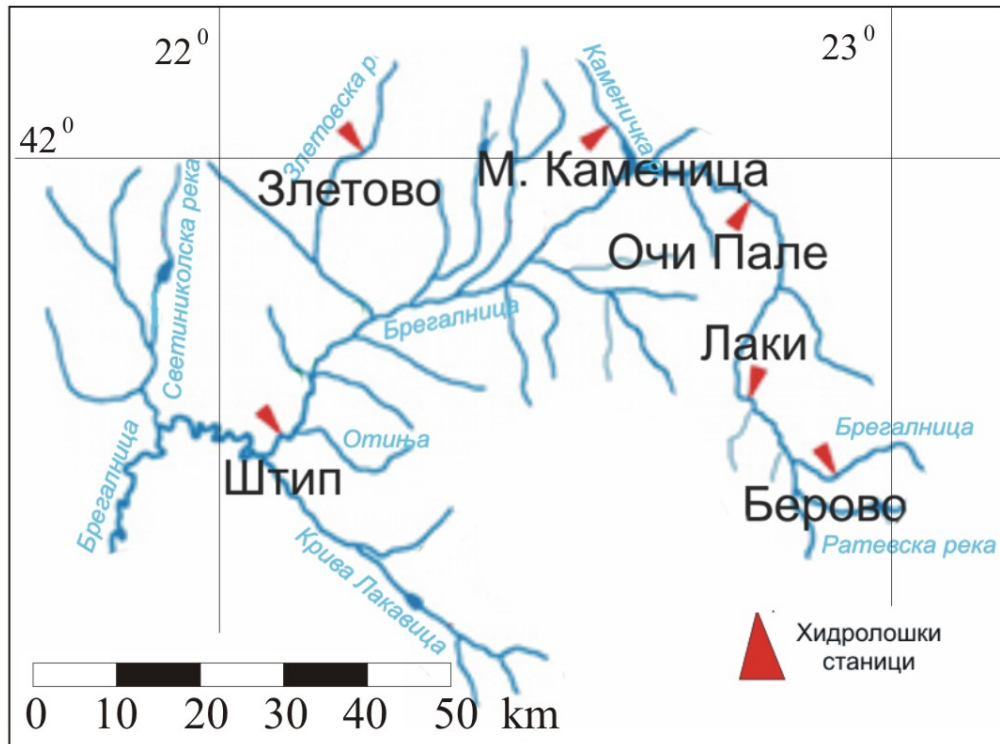 22⁰
23⁰
42⁰
Злетовска р
Каменичка
Светиниколска река
Злетово
М. Каменица
Очи Пале
Брегалница
Лаки
Брегалница
Отиња
Брегалница
Штип
Берово
Ратевска река
Крива Лакавица
Хидролошки
станици
0 10 20 30 40 50 km